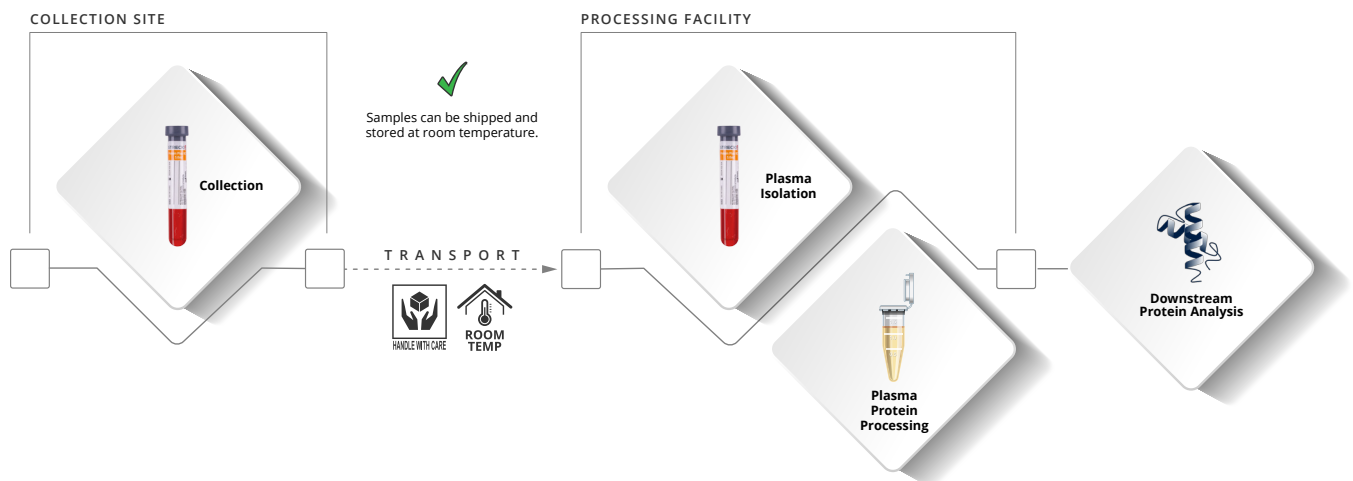 COLLECTION SITE
PROCESSING FACILITY
Samples can be shipped and
stored at room temperature.
Collection
Plasma
Isolation
TRANSPORT
HANDLE WITH CARE
ROOM
TEMP
Plasma
Protein
Processing
Downstream
Protein Analysis